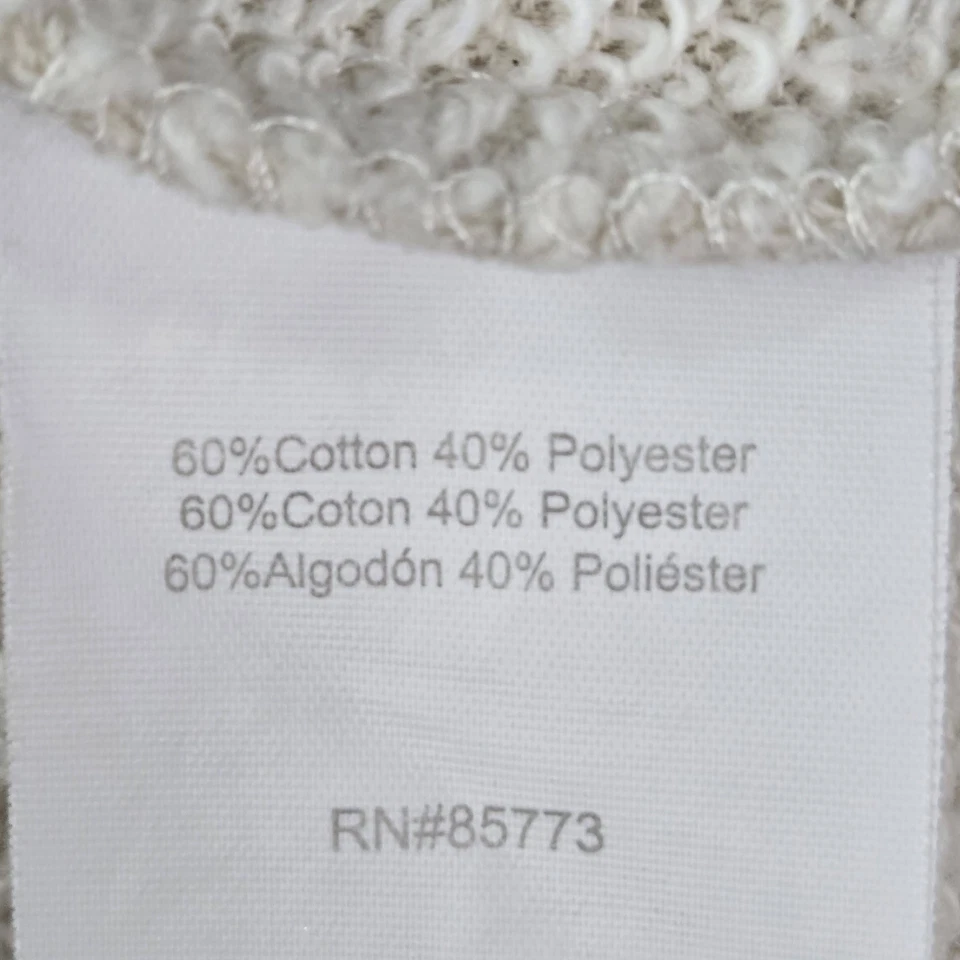 60%Cotton 40% Polyester
60%Coton 40% Polyester
60%Algodón 40% Poliéster
RN#85773